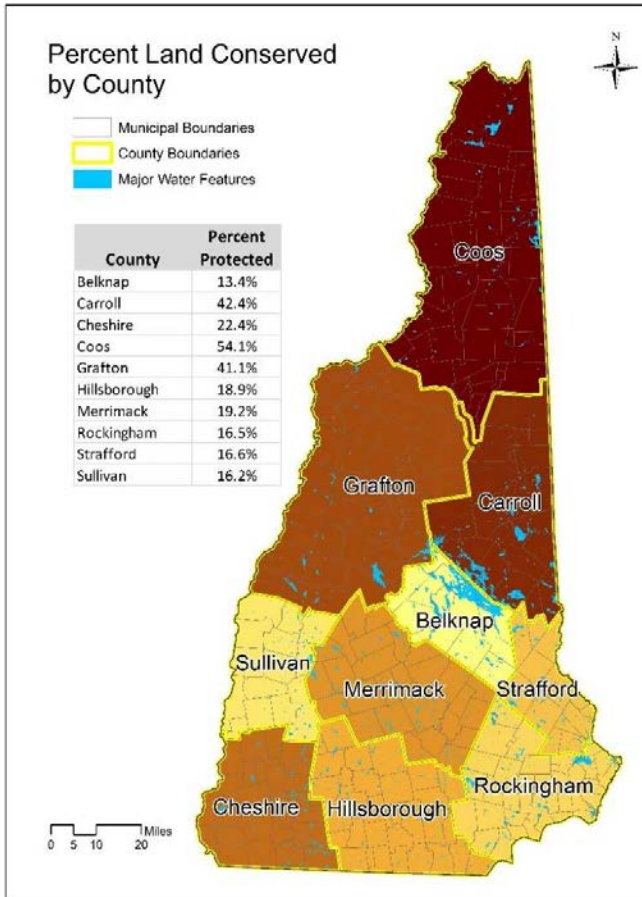 Percent Land Conserved
by County
N
Municipal Boundaries
County Boundaries
Major Water Features
County Percent Protected
Belknap 13.4%
Carroll 42.4%
Cheshire 22.4%
Coos 54.1%
Grafton 41.1%
Hillsborough 18.9%
Merrimack 19.2%
Rockingham 16.5%
Strafford 16.6%
Sullivan 16.2%
Coos
Grafton
Carroll
Belknap
Sullivan
Merrimack
Strafford
Rockingham
Cheshire
Hillsborough
Miles
0 5 10 20